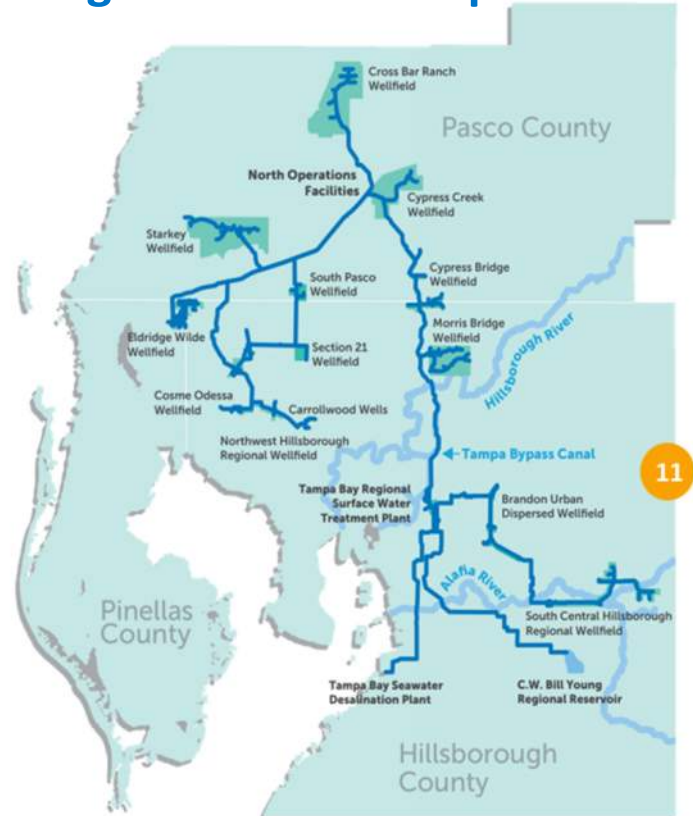 Cross Bar Ranch
Wellfield
Pasco County
North Operations
Facilities
Cypress Creek
Wellfield
Starkey
Wellfield
South Pasco
Wellfield
Cypress Bridge
Wellfield
Eldridge Wilde
Wellfield
Section 21
Wellfield
Morris Bridge
Wellfield
Hillsborough River
Cosme Odessa
Wellfield
Carrollwood Wells
Northwest Hillsborough
Regional Wellfield
Tampa Bypass Canal
11
Tampa Bay Regional
Surface Water
Treatment Plant
Brandon Urban
Dispersed Wellfield
Alafia River
Pinellas
County
South Central Hillsborough
Regional Wellfield
Tampa Bay Seawater
Desalination Plant
C.W. Bill Young
Regional Reservoir
Hillsborough
County